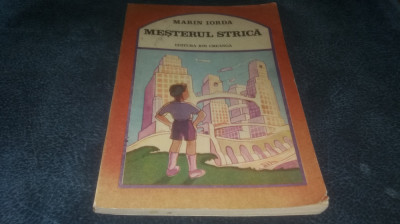 MARIN IORDA
MEȘTERUL STRICĂ